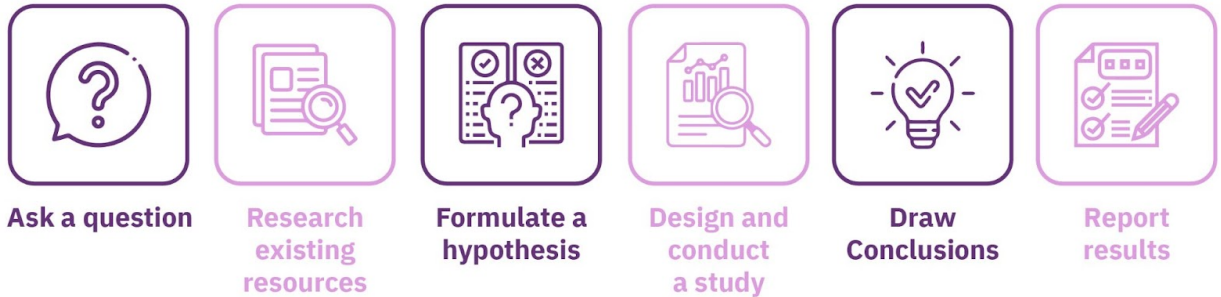 Ask a question
Research
existing
resources
Formulate a
hypothesis
Design and
conduct
a study
Draw
Conclusions
Report
results